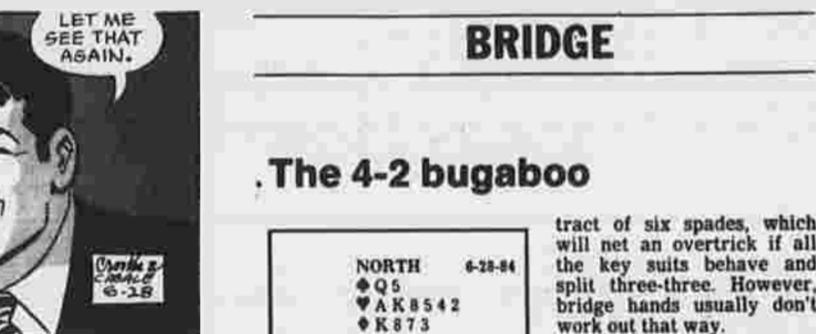 LET ME
SEE THAT
AGAIN.
6-28
BRIDGE
. The 4-2 bugaboo
NORTH 6-28-84
♠Q 5
♥A K 8 5 4 2
♦K 8 7 3
tract of six spades, which
will net an overtrick if all
the key suits behave and
split three-three. However,
bridge hands usually don't
work out that way.